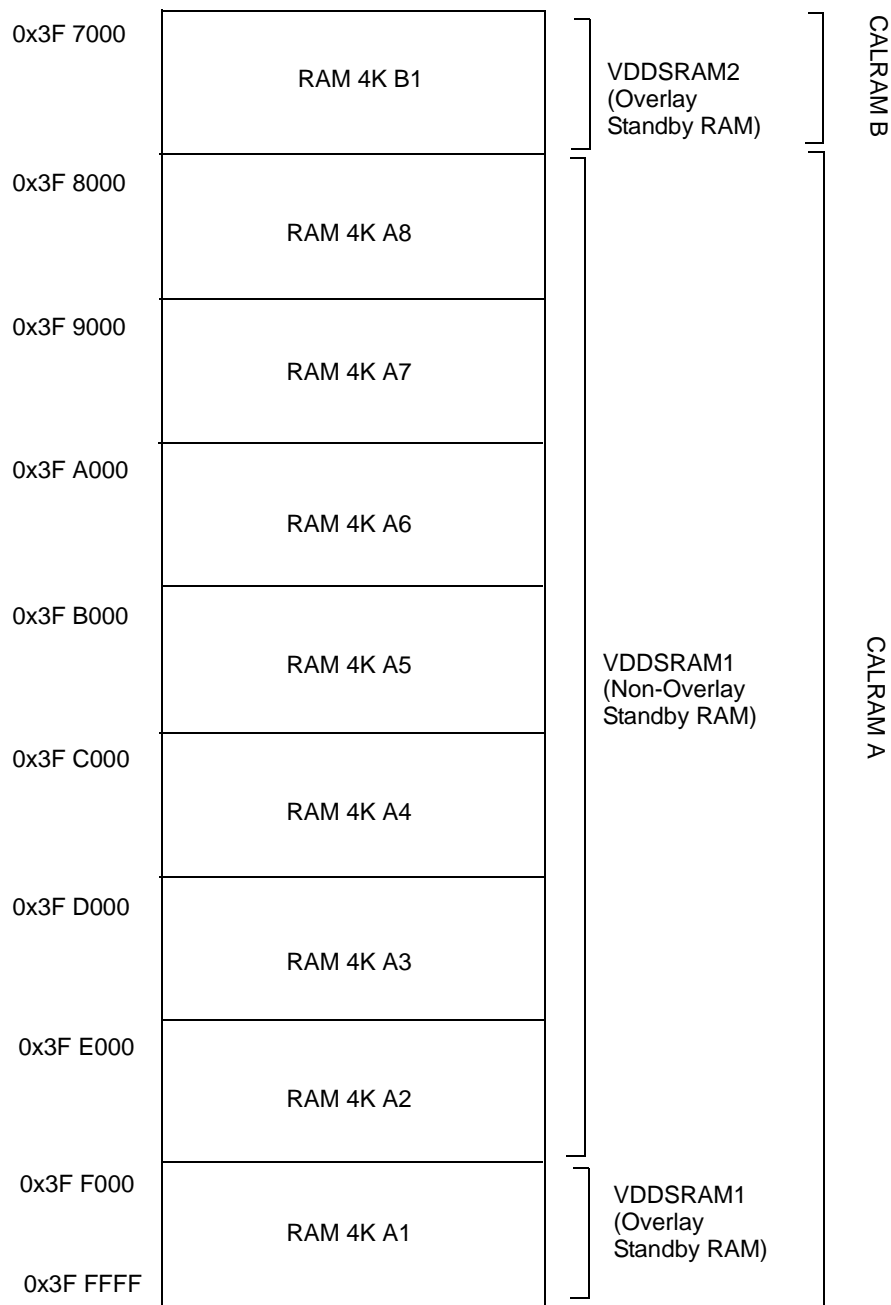 0x3F 7000
RAM 4K B1
VDDSRAM2
(Overlay
Standby RAM)
CALRAM B
0x3F 8000
RAM 4K A8
0x3F 9000
RAM 4K A7
0x3F A000
RAM 4K A6
0x3F B000
RAM 4K A5
VDDSRAM1
(Non-Overlay
Standby RAM)
CALRAM A
0x3F C000
RAM 4K A4
0x3F D000
RAM 4K A3
0x3F E000
RAM 4K A2
0x3F F000
RAM 4K A1
VDDSRAM1
(Overlay
Standby RAM)
0x3F FFFF